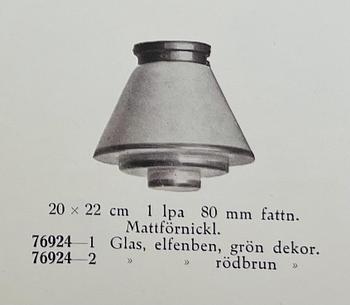 20 × 22 cm 1 lpa 80 mm fattn.
Mattförnickl.
76924—1 Glas, elfenben, grön dekor.
76924—2 » » rödbrun »